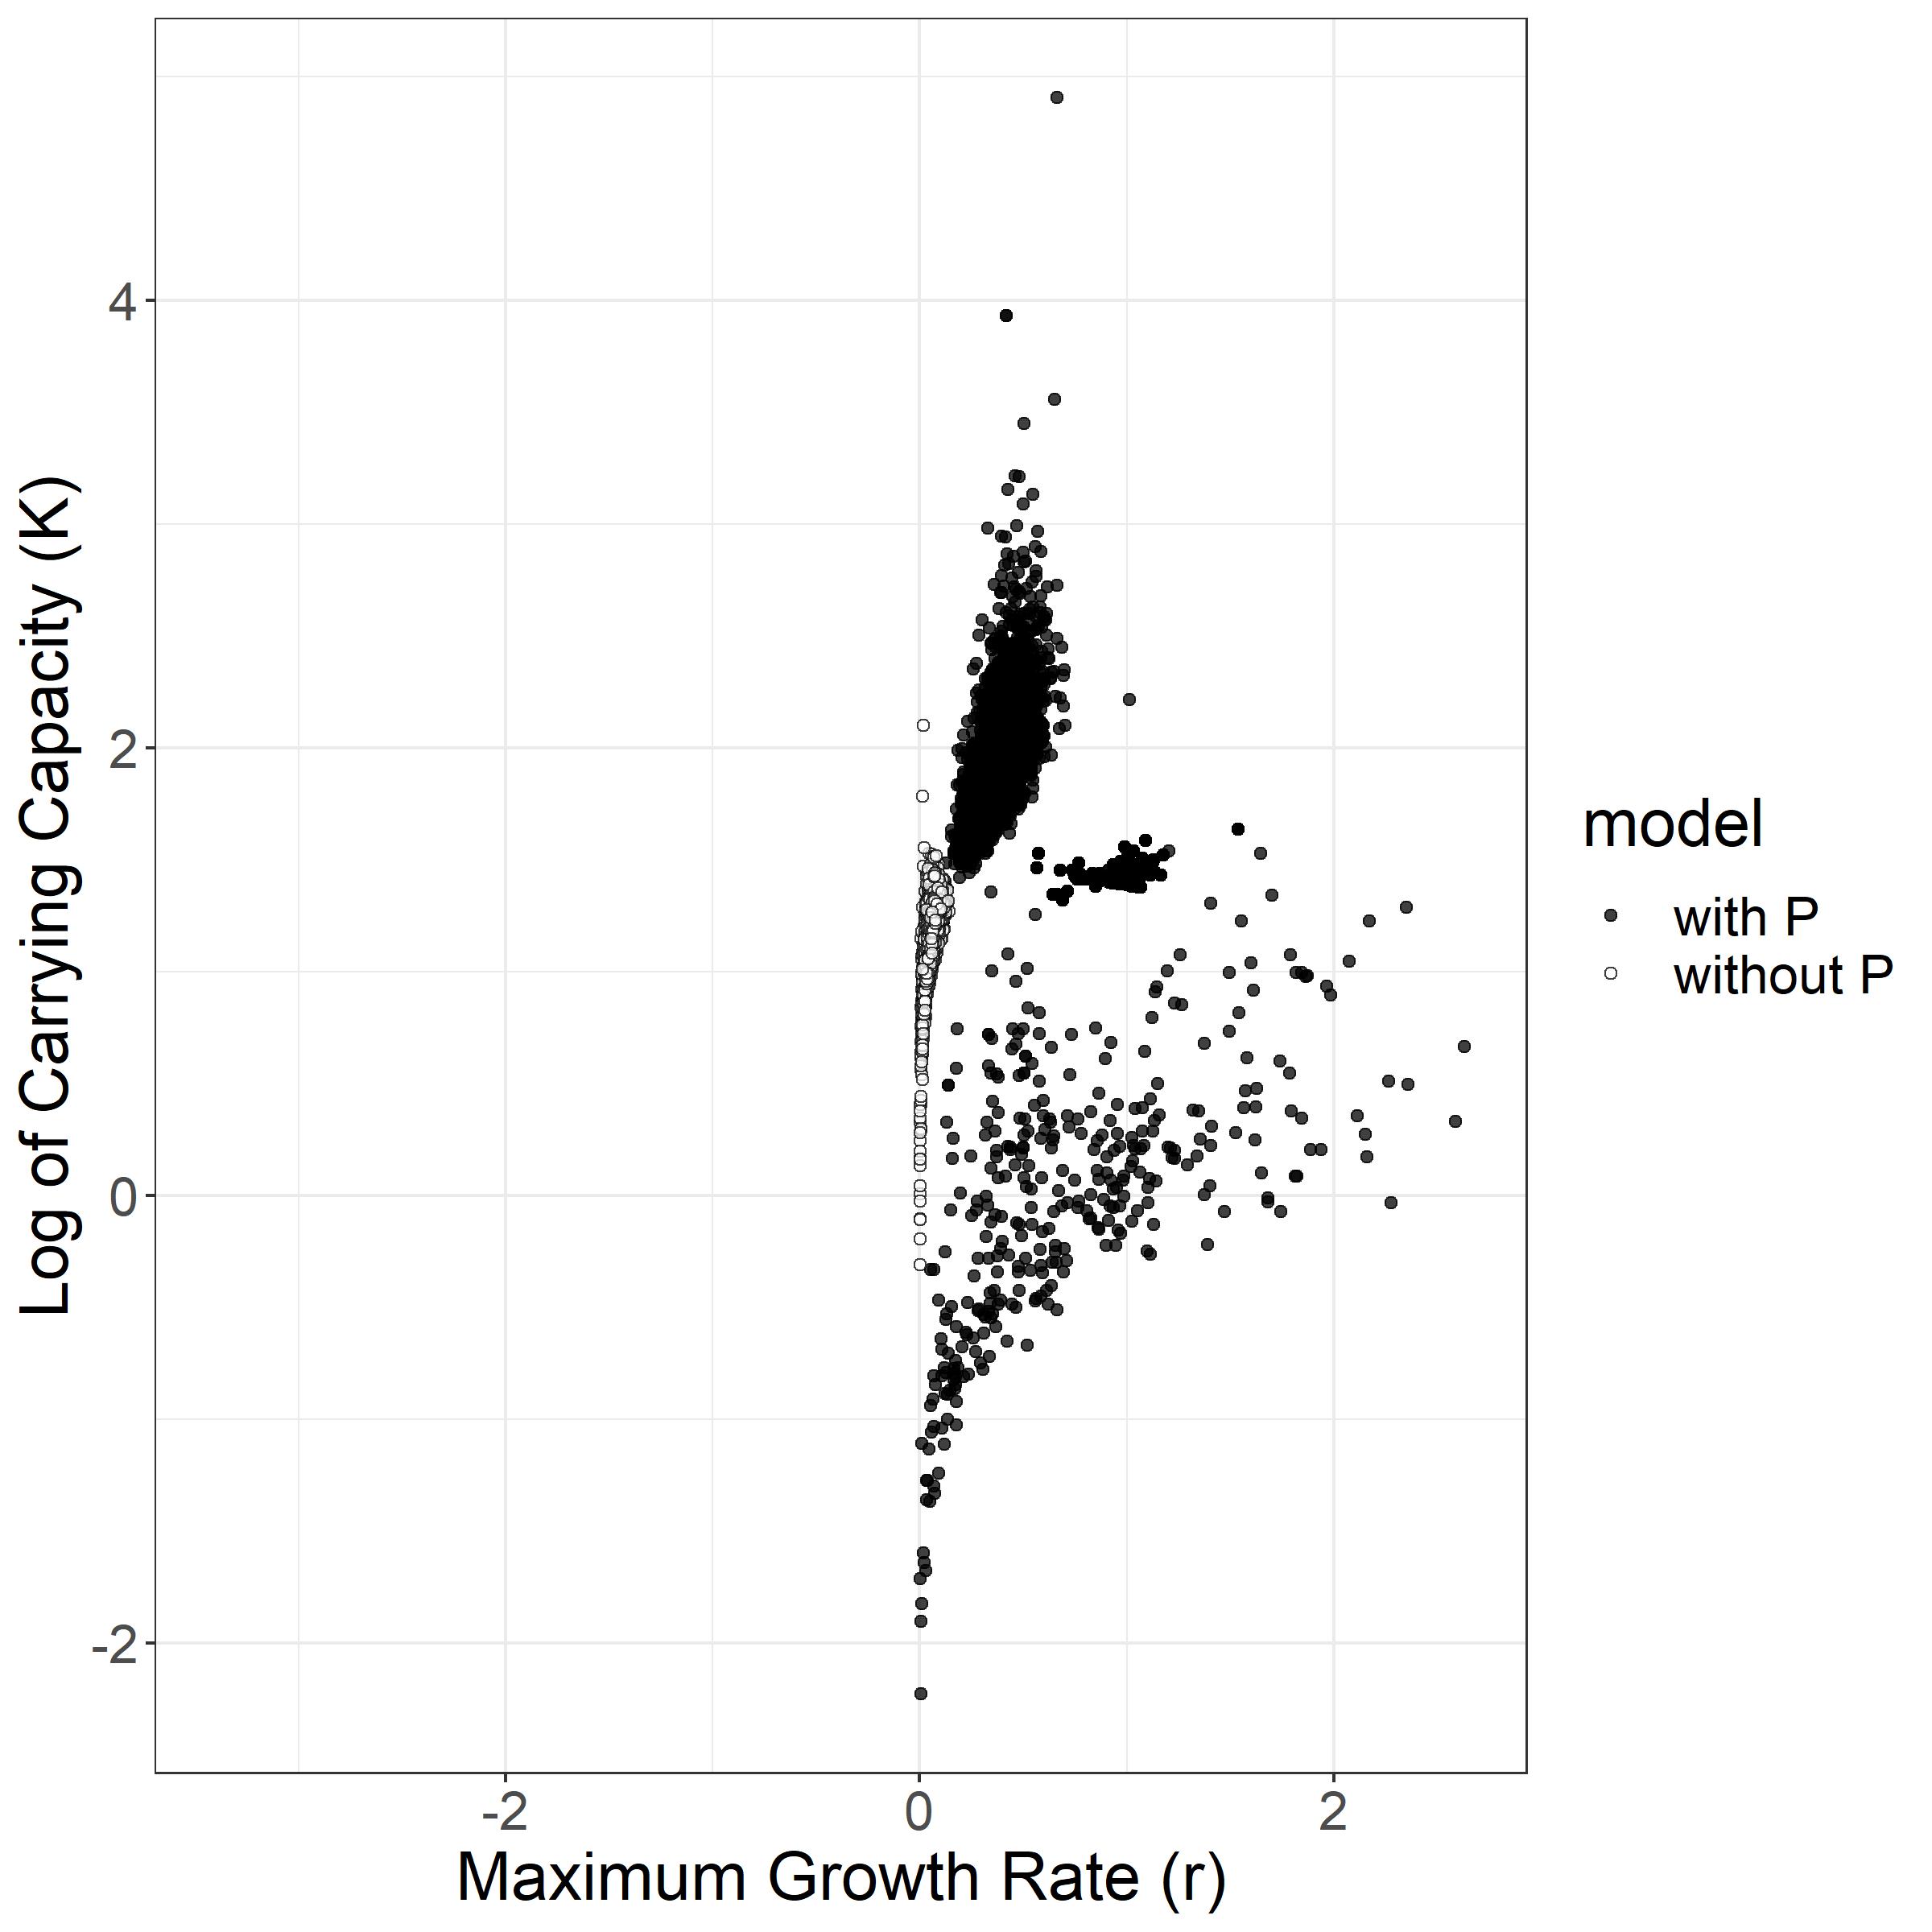 Log of Carrying Capacity (K)
4
2
0
-2
-2
0
2
Maximum Growth Rate (r)
model
with P
without P